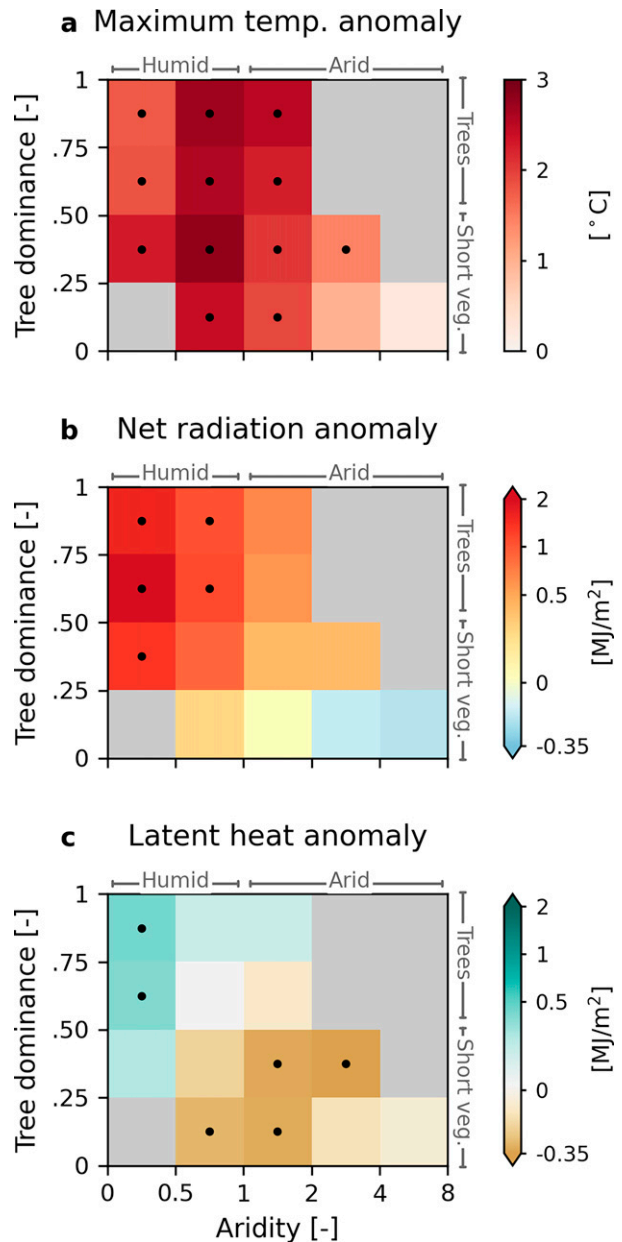 a Maximum temp. anomaly
Humid Arid
1
.75
.50
.25
0
Tree dominance [-]
Trees
Short veg.
3
2
1
0
[°C]
b Net radiation anomaly
Humid Arid
1
.75
.50
.25
0
Tree dominance [-]
Trees
Short veg.
2
1
0.5
0
-0.35
[MJ/m²]
c Latent heat anomaly
Humid Arid
1
.75
.50
.25
0
Tree dominance [-]
Trees
Short veg.
2
1
0.5
0
-0.35
[MJ/m²]
0 0.5 1 2 4 8
Aridity [-]